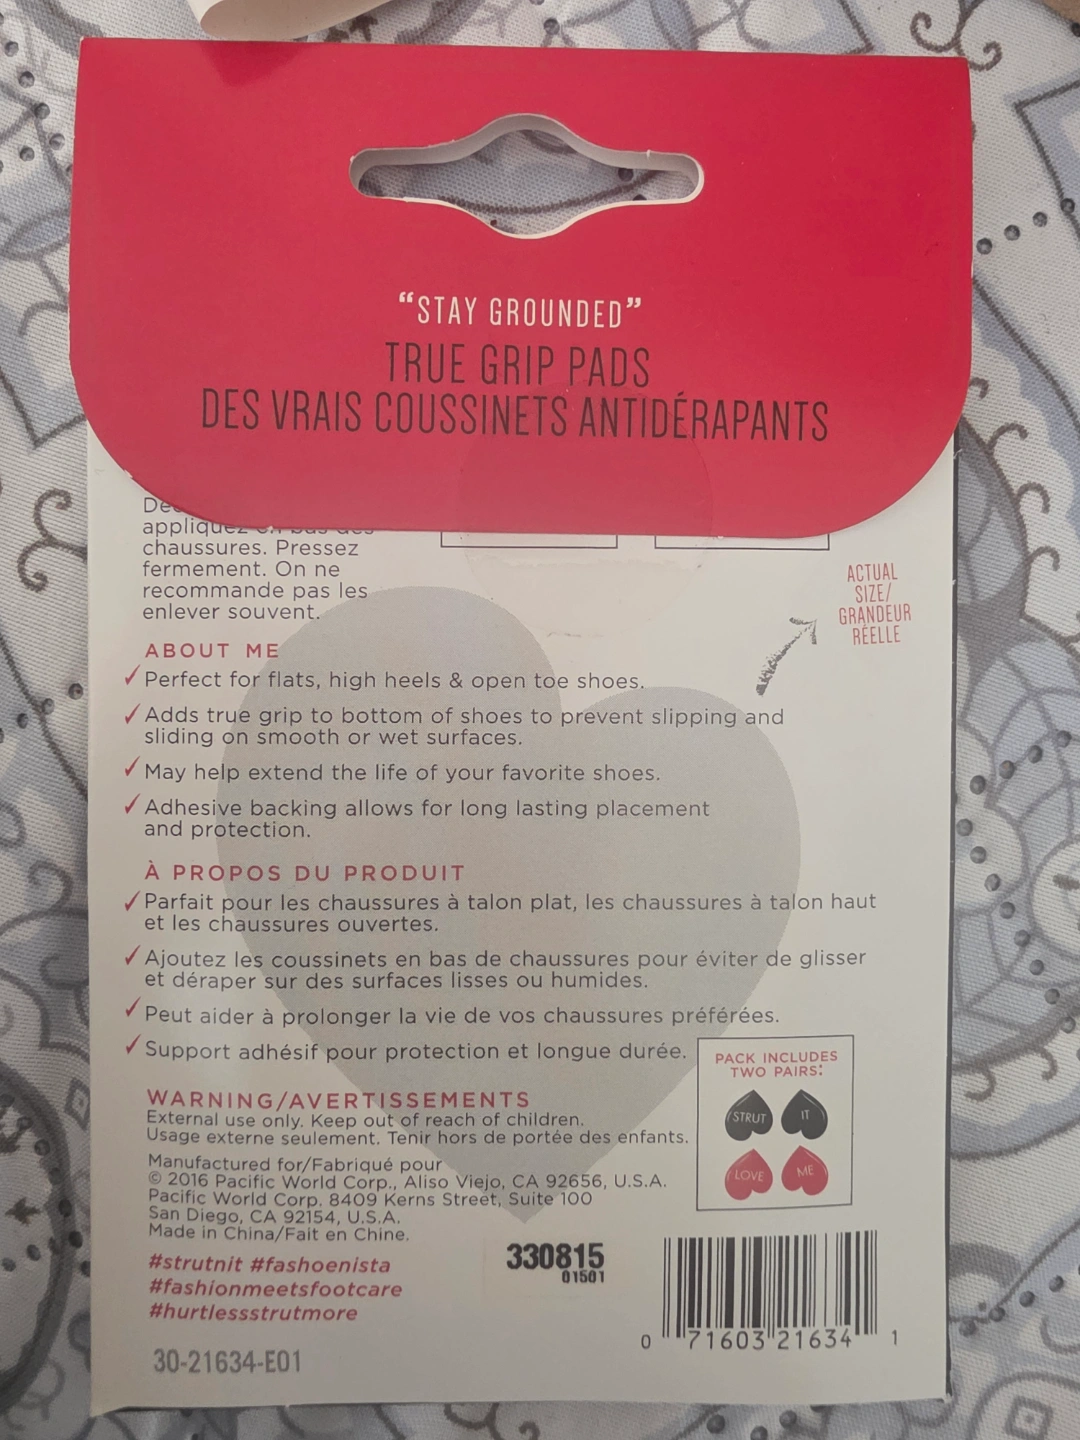 “STAY GROUNDED”
TRUE GRIP PADS
DES VRAIS COUSSINETS ANTIDÉRAPANTS
appliquez en bas des
chaussures. Pressez
fermement. On ne
recommande pas les
enlever souvent.
ACTUAL
SIZE/
GRANDEUR
RÉELLE
ABOUT ME
✓ Perfect for flats, high heels & open toe shoes.
✓ Adds true grip to bottom of shoes to prevent slipping and
sliding on smooth or wet surfaces.
✓ May help extend the life of your favorite shoes.
✓ Adhesive backing allows for long lasting placement
and protection.
À PROPOS DU PRODUIT
✓ Parfait pour les chaussures à talon plat, les chaussures à talon haut
et les chaussures ouvertes.
✓ Ajoutez les coussinets en bas de chaussures pour éviter de glisser
et déraper sur des surfaces lisses ou humides.
✓ Peut aider à prolonger la vie de vos chaussures préférées.
✓ Support adhésif pour protection et longue durée.
PACK INCLUDES
TWO PAIRS:
STRUT IT
LOVE ME
WARNING/AVERTISSEMENTS
External use only. Keep out of reach of children.
Usage externe seulement. Tenir hors de portée des enfants.
Manufactured for/Fabriqué pour
© 2016 Pacific World Corp., Aliso Viejo, CA 92656, U.S.A.
Pacific World Corp. 8409 Kerns Street, Suite 100
San Diego, CA 92154, U.S.A.
Made in China/Fait en Chine.
#strutnit #fashoenista
#fashionmeetsfootcare
#hurtlessstrutmore
330815
01501
0 71603 21634 1
30-21634-E01